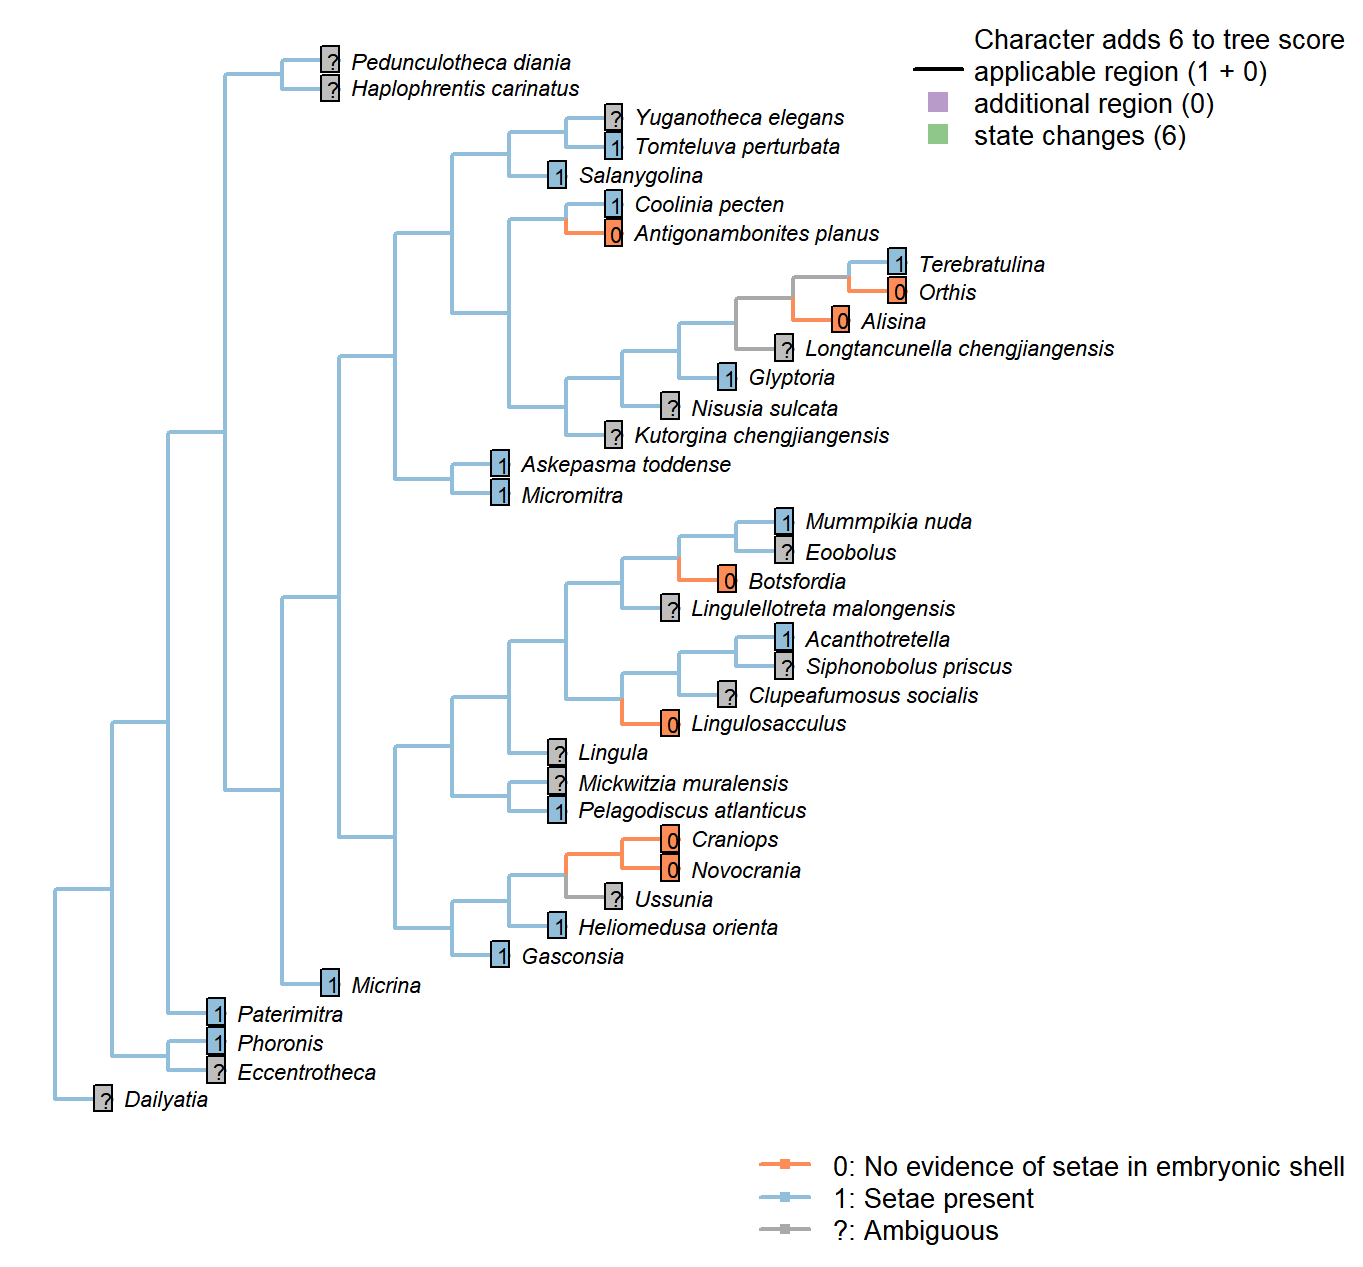 Character adds 6 to tree score
applicable region (1 + 0)
additional region (0)
state changes (6)
? Pedunculotheca diania
? Haplophrentis carinatus
? Yuganotheca elegans
1 Tomteluva perturbata
1 Salanygolina
1 Coolinia pecten
0 Antigonambonites planus
1 Terebratulina
0 Orthis
0 Alisina
? Longtancunella chengjiangensis
1 Glyptoria
? Nisusia sulcata
? Kutorgina chengjiangensis
1 Askepasma toddense
1 Micromitra
1 Mummpikia nuda
? Eoobolus
0 Botsfordia
? Lingulellotreta malongensis
1 Acanthotretella
? Siphonobolus priscus
? Clupeafumosus socialis
0 Lingulosacculus
? Lingula
? Mickwitzia muralensis
1 Pelagodiscus atlanticus
0 Craniops
0 Novocrania
? Ussunia
1 Heliomedusa orienta
1 Gasconsia
1 Micrina
1 Paterimitra
1 Phoronis
? Eccentrotheca
? Dailyatia
0: No evidence of setae in embryonic shell
1: Setae present
?: Ambiguous